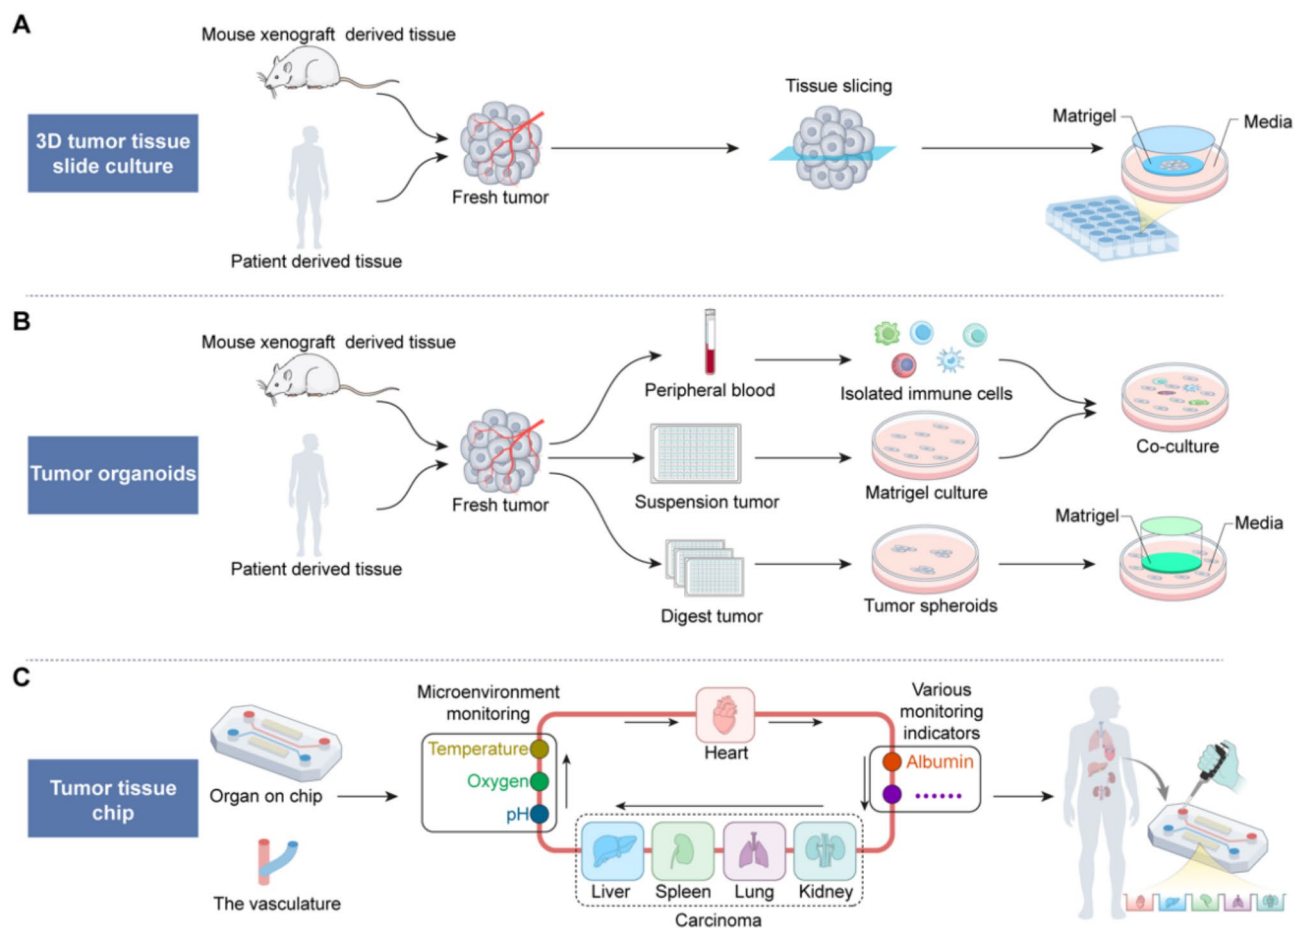 A
Mouse xenograft derived tissue
3D tumor tissue
slide culture
Patient derived tissue
Fresh tumor
Tissue slicing
Matrigel
Media
B
Mouse xenograft derived tissue
Tumor organoids
Patient derived tissue
Fresh tumor
Peripheral blood
Isolated immune cells
Suspension tumor
Matrigel culture
Co-culture
Digest tumor
Tumor spheroids
Matrigel
Media
C
Tumor tissue
chip
Organ on chip
The vasculature
Microenvironment
monitoring
Temperature
Oxygen
pH
Heart
Various
monitoring
indicators
Albumin
......
Liver
Spleen
Lung
Kidney
Carcinoma